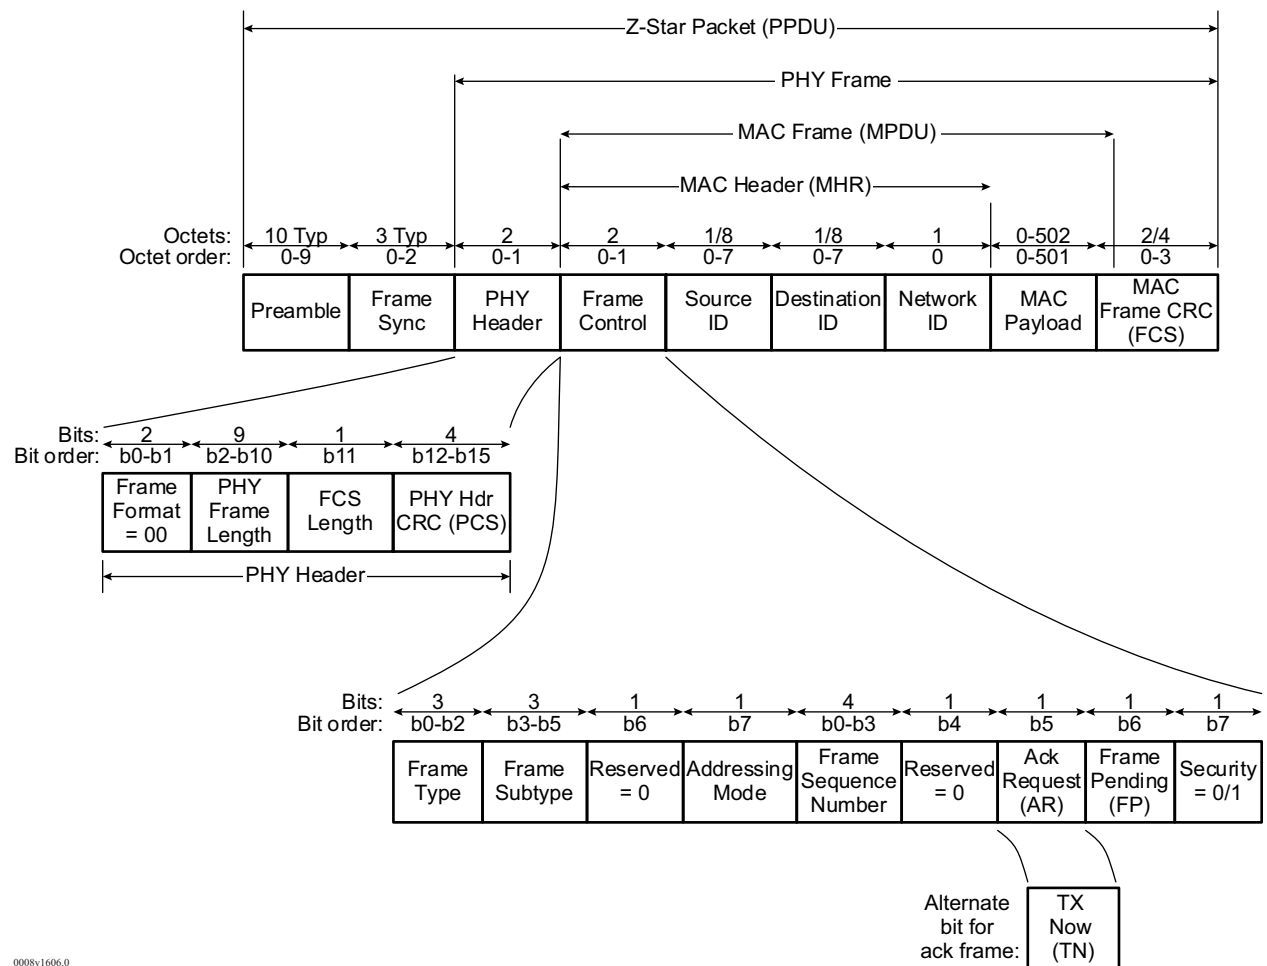 Z-Star Packet (PPDU)
PHY Frame
MAC Frame (MPDU)
MAC Header (MHR)
Octets: 10 Typ 3 Typ 2 2 1/8 1/8 1 0-502 2/4
Octet order: 0-9 0-2 0-1 0-1 0-7 0-7 0 0-501 0-3
Preamble
Frame
Sync
PHY
Header
Frame
Control
Source
ID
Destination
ID
Network
ID
MAC
Payload
MAC
Frame CRC
(FCS)
Bits: 2 9 1 4
Bit order: b0-b1 b2-b10 b11 b12-b15
Frame
Format
= 00
PHY
Frame
Length
FCS
Length
PHY Hdr
CRC (PCS)
PHY Header
Bits: 3 3 1 1 4 1 1 1 1
Bit order: b0-b2 b3-b5 b6 b7 b0-b3 b4 b5 b6 b7
Frame
Type
Frame
Subtype
Reserved
= 0
Addressing
Mode
Frame
Sequence
Number
Reserved
= 0
Ack
Request
(AR)
Frame
Pending
(FP)
Security
= 0/1
Alternate
bit for
ack frame:
TX
Now
(TN)
0008v1606.0